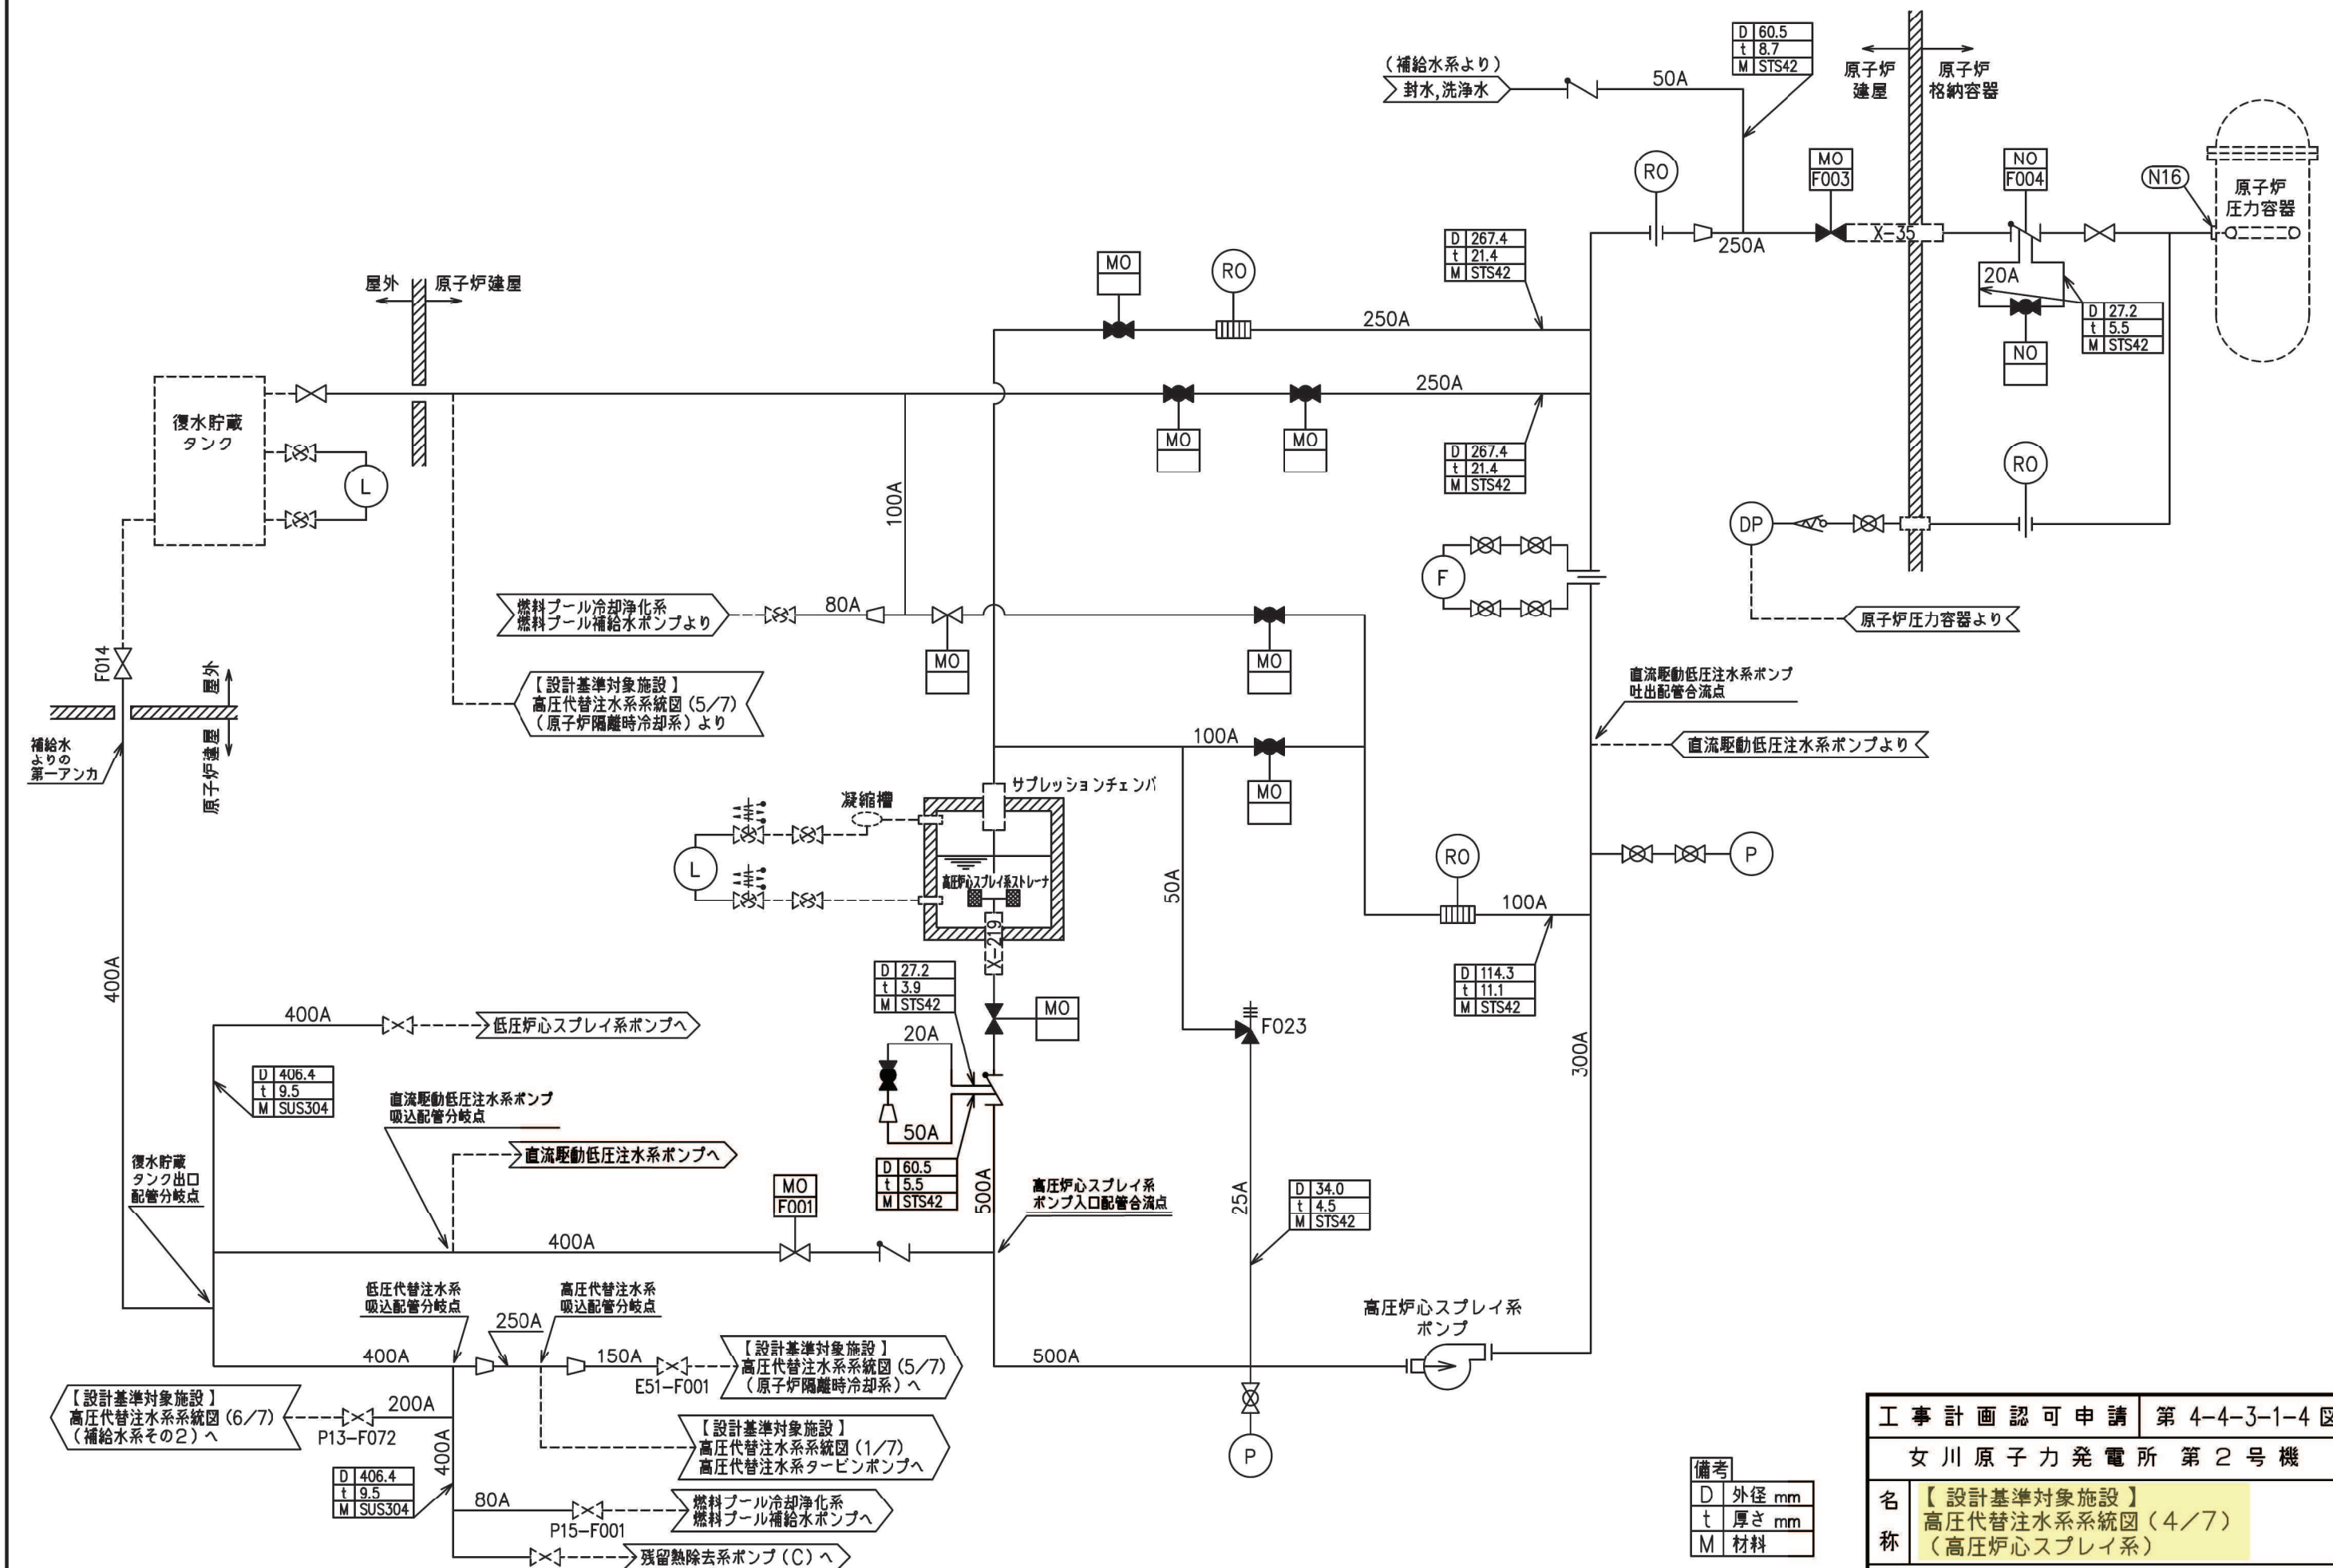 D 60.5
t 8.7
M STS42
(補給水系より)
封水,洗浄水
50A
原子炉
建屋
原子炉
格納容器
RO
MO
F003
NO
F004
N16
原子炉
圧力容器
250A
X-35
20A
D 27.2
t 5.5
M STS42
NO
D 267.4
t 21.4
M STS42
MO
RO
250A
屋外
原子炉建屋
250A
復水貯蔵
タンク
L
MO
MO
D 267.4
t 21.4
M STS42
RO
100A
DP
F
燃料プール冷却浄化系
燃料プール補給水ポンプより
80A
原子炉圧力容器より
MO
MO
F014
屋外
原子炉建屋
【設計基準対象施設】
高圧代替注水系系統図(5/7)
(原子炉隔離時冷却系)より
直流駆動低圧注水系ポンプ
吐出配管合流点
直流駆動低圧注水系ポンプより
補給水
よりの
第一アンカ
100A
MO
サプレッションチェンバ
凝縮槽
L
高圧炉心スプレイ系ストレーナ
X-219
50A
RO
P
100A
D 114.3
t 11.1
M STS42
400A
D 27.2
t 3.9
M STS42
MO
F023
400A
低圧炉心スプレイ系ポンプへ
20A
300A
D 406.4
t 9.5
M SUS304
直流駆動低圧注水系ポンプ
吸込配管分岐点
50A
直流駆動低圧注水系ポンプへ
D 60.5
t 5.5
M STS42
500A
復水貯蔵
タンク出口
配管分岐点
MO
F001
高圧炉心スプレイ系
ポンプ入口配管合流点
25A
D 34.0
t 4.5
M STS42
400A
低圧代替注水系
吸込配管分岐点
高圧代替注水系
吸込配管分岐点
高圧炉心スプレイ系
ポンプ
250A
400A
150A
E51-F001
【設計基準対象施設】
高圧代替注水系系統図(5/7)
(原子炉隔離時冷却系)へ
500A
【設計基準対象施設】
高圧代替注水系系統図(6/7)
(補給水系その2)へ
200A
P13-F072
400A
【設計基準対象施設】
高圧代替注水系系統図(1/7)
高圧代替注水系タービンポンプへ
P
D 406.4
t 9.5
M SUS304
80A
P15-F001
燃料プール冷却浄化系
燃料プール補給水ポンプへ
残留熱除去系ポンプ(C)へ
備考
D 外径 mm
t 厚さ mm
M 材料
工事計画認可申請 第 4-4-3-1-4 図
女川原子力発電所 第2号機
名称
【設計基準対象施設】
高圧代替注水系系統図(4/7)
(高圧炉心スプレイ系)